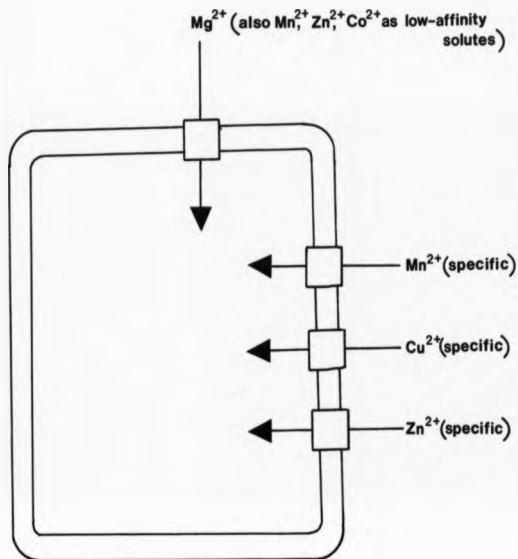 Mg²⁺ (also Mn²⁺, Zn²⁺, Co²⁺ as low-affinity
solutes)
Mn²⁺ (specific)
Cu²⁺ (specific)
Zn²⁺ (specific)